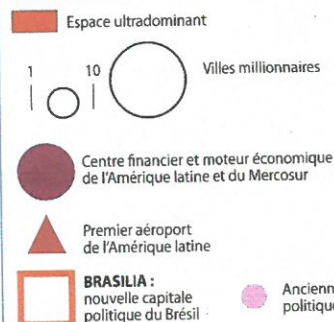 Espace ultradominant
1 10
Villes millionnaires
Centre financier et moteur économique
de l'Amérique latine et du Mercosur
Premier aéroport
de l'Amérique latine
BRASILIA :
nouvelle capitale
politique du Brésil
politique